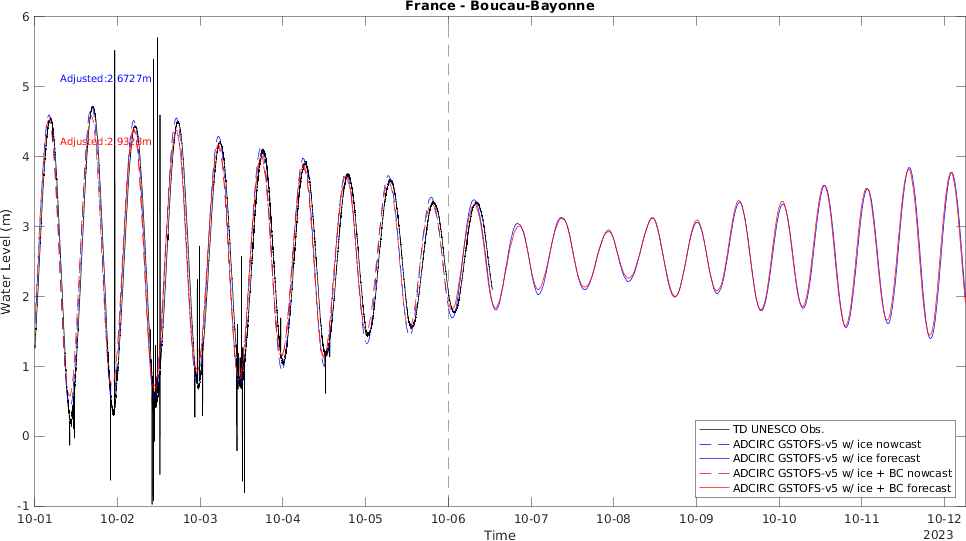 France - Boucau-Bayonne
6
5
4
3
2
1
0
-1
Water Level (m)
Adjusted:2.6727m
10-01
10-02
10-03
10-04
10-05
10-06
10-07
10-08
10-09
10-10
10-11
10-12
2023
Time
TD UNESCO Obs.
ADCIRC GSTOFS-v5 w/ ice nowcast
ADCIRC GSTOFS-v5 w/ ice forecast
ADCIRC GSTOFS-v5 w/ ice + BC nowcast
ADCIRC GSTOFS-v5 w/ ice + BC forecast